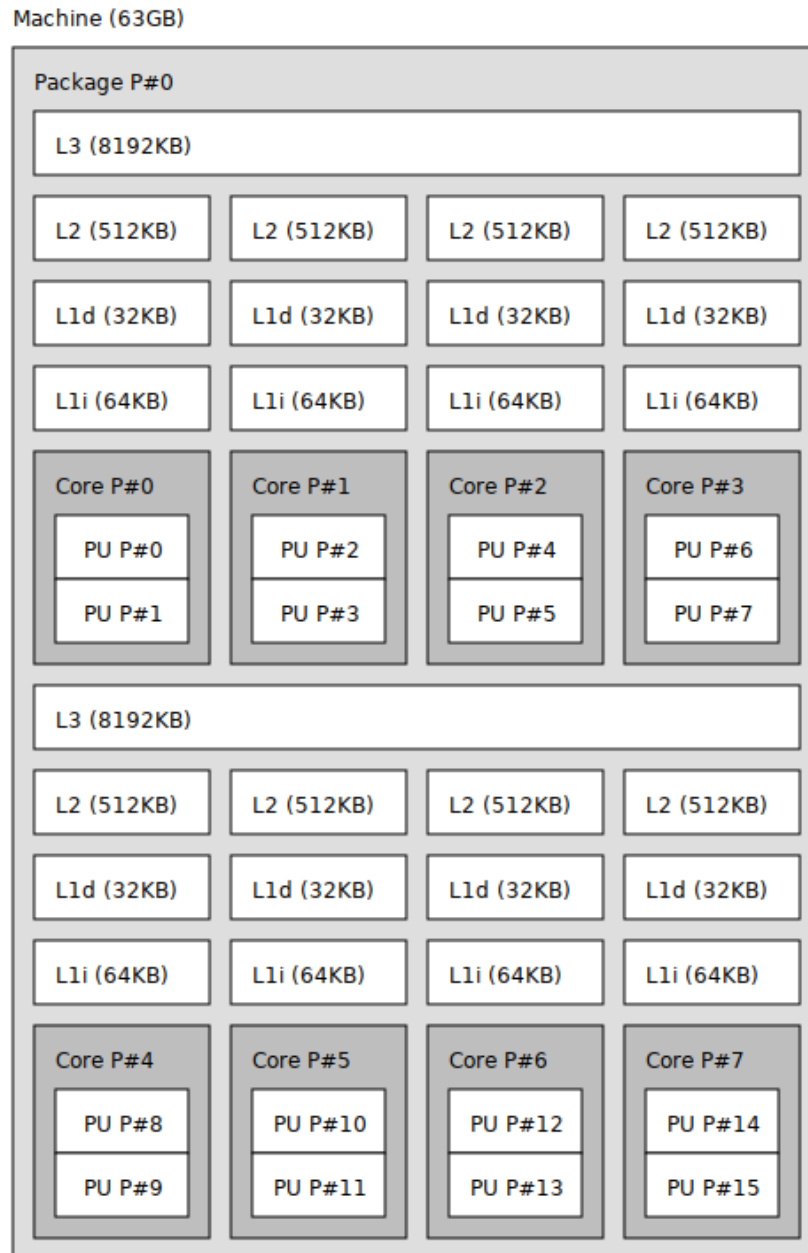 Machine (63GB)
Package P#0
L3 (8192KB)
L2 (512KB) L2 (512KB) L2 (512KB) L2 (512KB)
L1d (32KB) L1d (32KB) L1d (32KB) L1d (32KB)
L1i (64KB) L1i (64KB) L1i (64KB) L1i (64KB)
Core P#0 Core P#1 Core P#2 Core P#3
PU P#0 PU P#2 PU P#4 PU P#6
PU P#1 PU P#3 PU P#5 PU P#7
L3 (8192KB)
L2 (512KB) L2 (512KB) L2 (512KB) L2 (512KB)
L1d (32KB) L1d (32KB) L1d (32KB) L1d (32KB)
L1i (64KB) L1i (64KB) L1i (64KB) L1i (64KB)
Core P#4 Core P#5 Core P#6 Core P#7
PU P#8 PU P#10 PU P#12 PU P#14
PU P#9 PU P#11 PU P#13 PU P#15